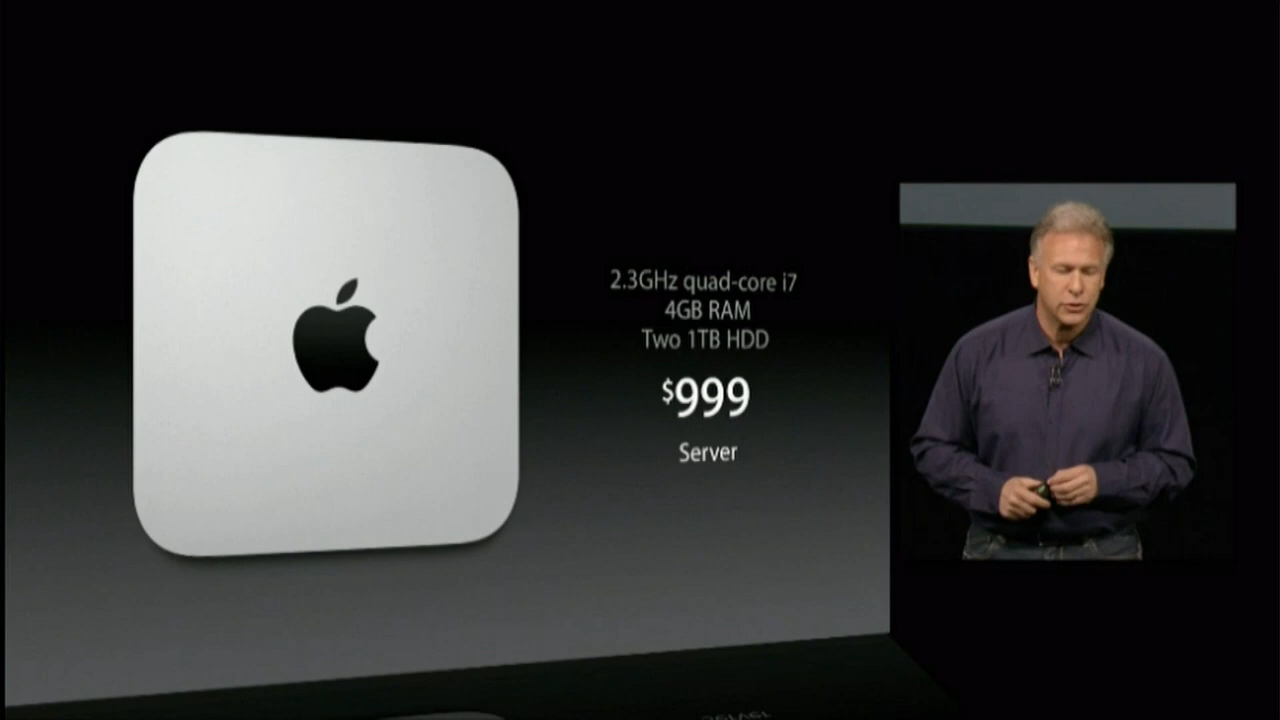 2.3GHz quad-core i7
4GB RAM
Two 1TB HDD
$999
Server